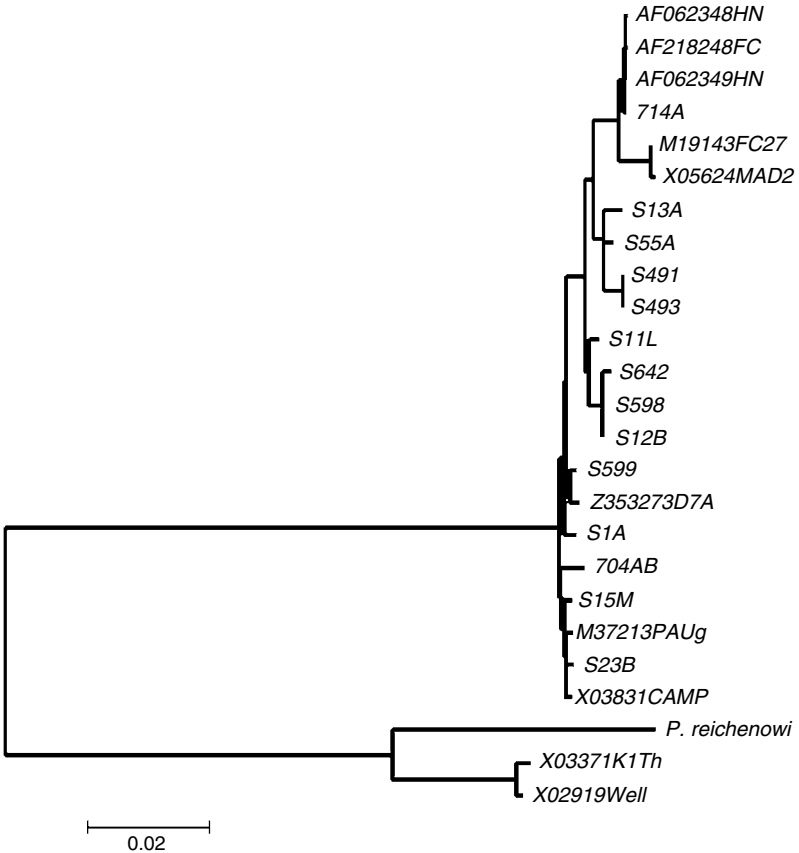 AF062348HN
AF218248FC
AF062349HN
714A
M19143FC27
X05624MAD2
S13A
S55A
S491
S493
S11L
S642
S598
S12B
S599
Z353273D7A
S1A
704AB
S15M
M37213PAUg
S23B
X03831CAMP
P. reichenowi
X03371K1Th
X02919Well
0.02